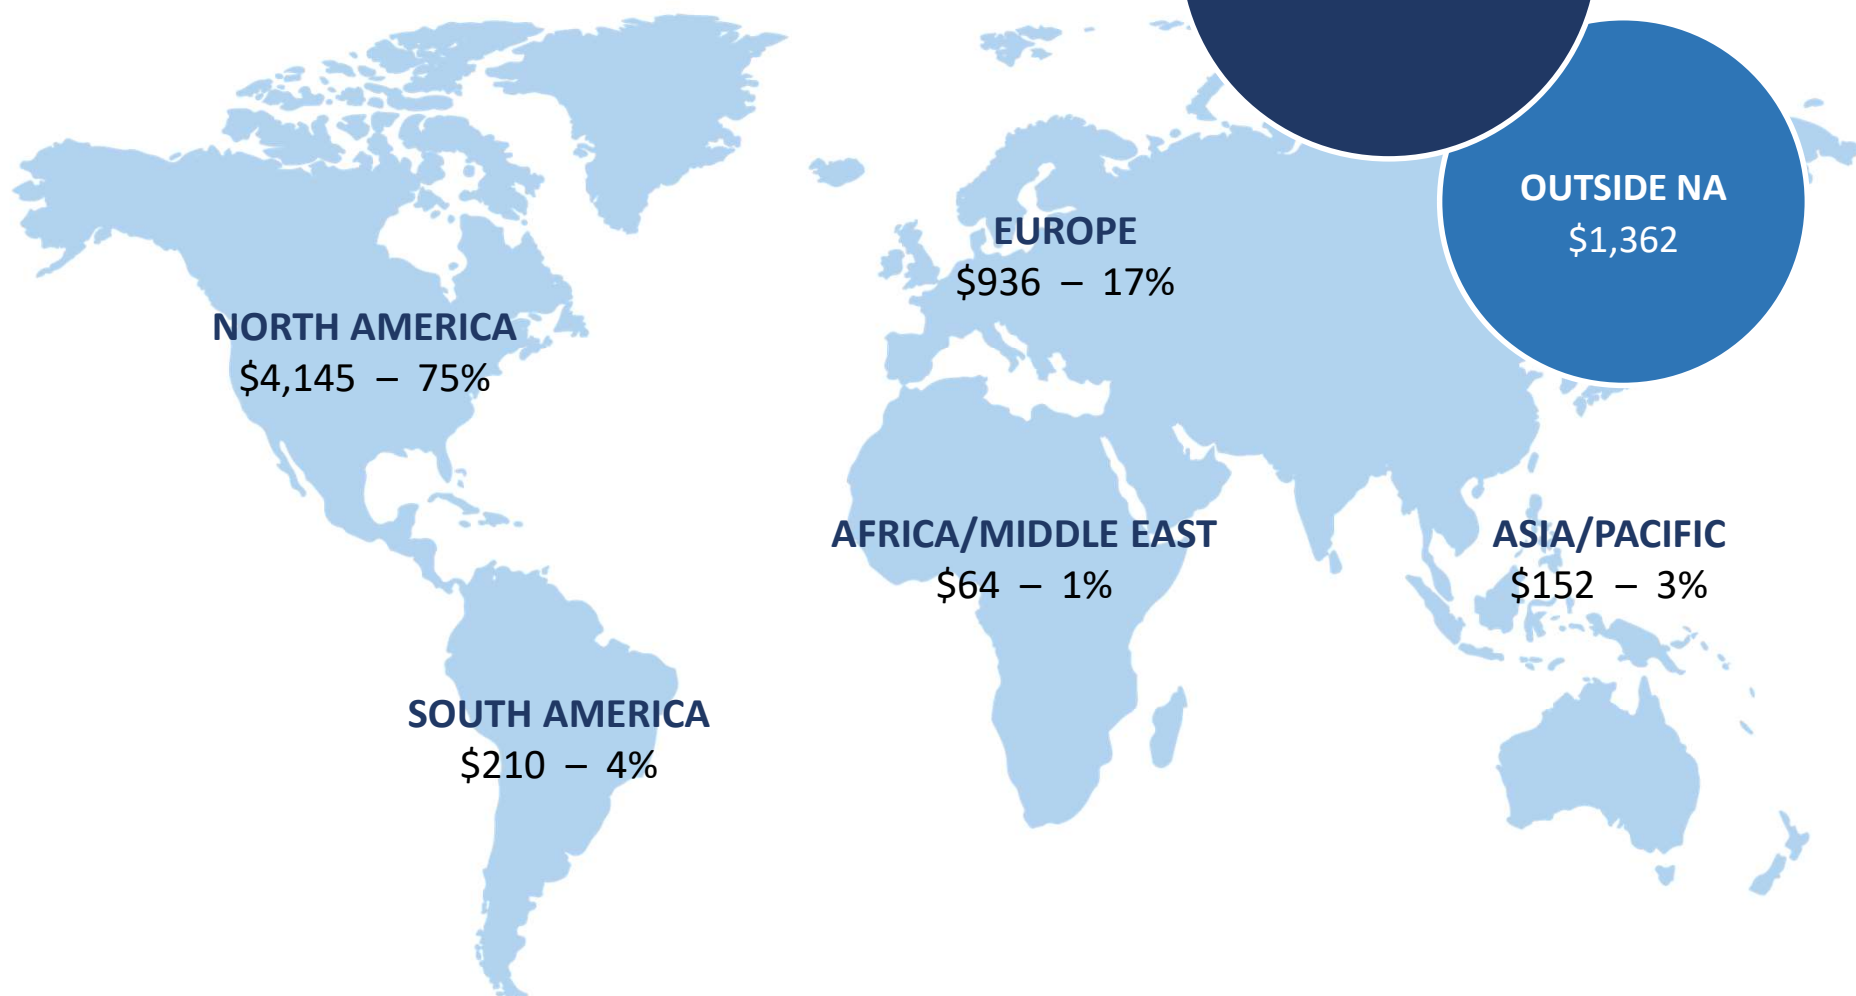 OUTSIDE NA
$1,362
EUROPE
$936 – 17%
NORTH AMERICA
$4,145 – 75%
AFRICA/MIDDLE EAST
$64 – 1%
ASIA/PACIFIC
$152 – 3%
SOUTH AMERICA
$210 – 4%